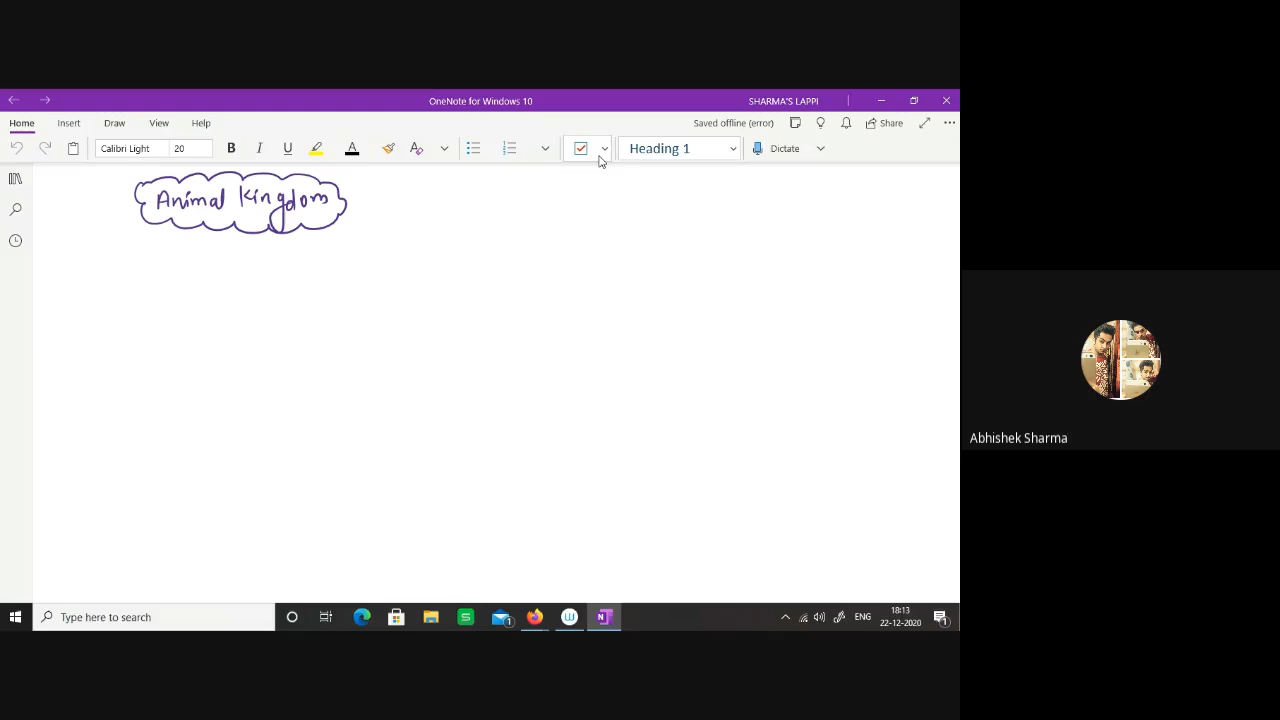 OneNote for Windows 10
SHARMA'S LAPPI
Home Insert Draw View Help
Saved offline (error)
Share
Calibri Light 20 B I U A A Heading 1 Dictate
Animal Kingdom
Abhishek Sharma
Type here to search
ENG
18:13
22-12-2020